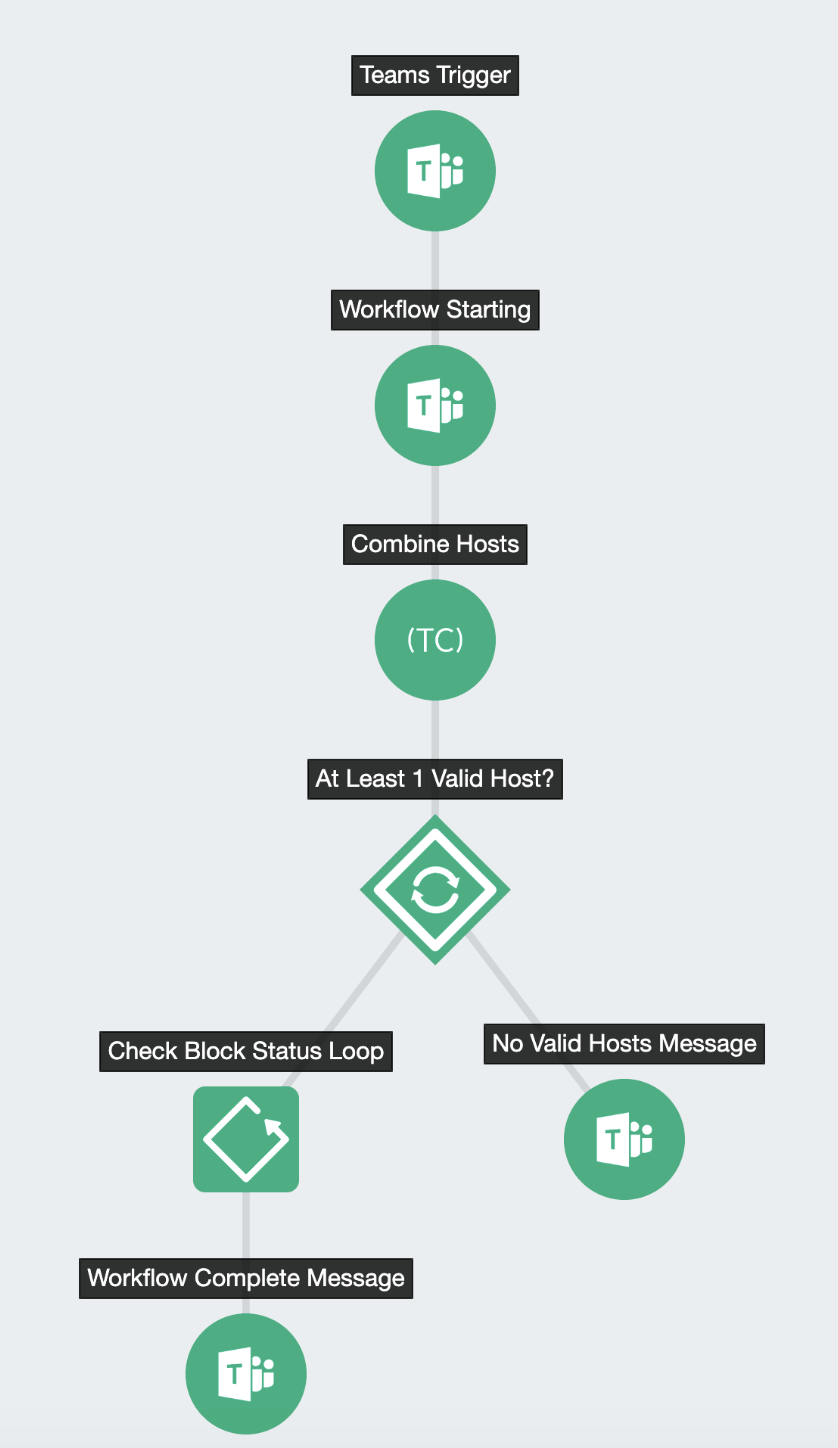 Teams Trigger
T
Workflow Starting
T
Combine Hosts
(TC)
At Least 1 Valid Host?
Check Block Status Loop
No Valid Hosts Message
T
Workflow Complete Message
T